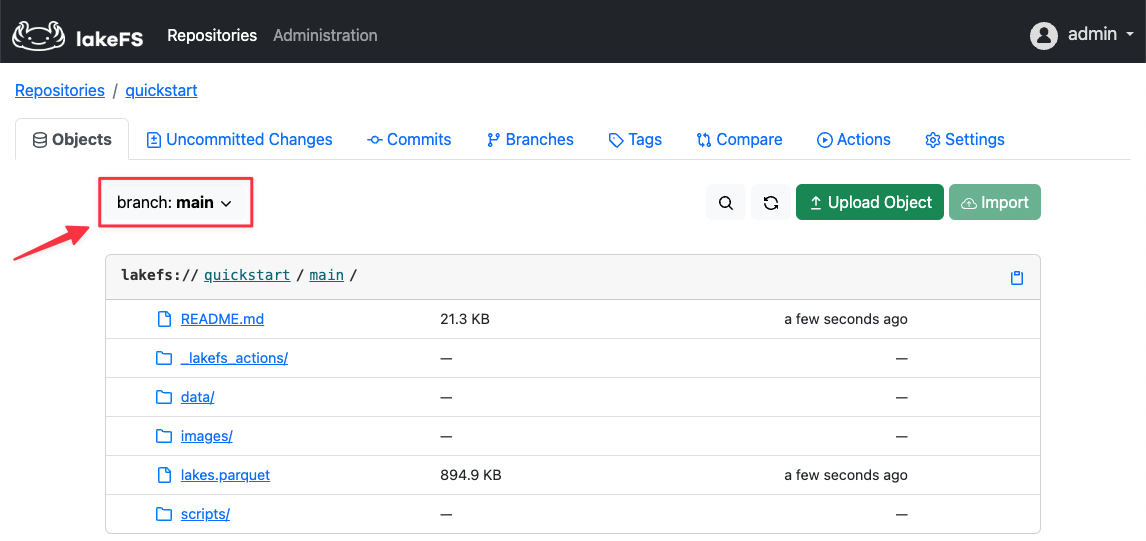 lakeFS Repositories Administration admin
Repositories / quickstart
Objects Uncommitted Changes Commits Branches Tags Compare Actions Settings
branch: main Upload Object Import
lakefs:// quickstart / main /
README.md 21.3 KB a few seconds ago
_lakefs_actions/ — —
data/ — —
images/ — —
lakes.parquet 894.9 KB a few seconds ago
scripts/ — —